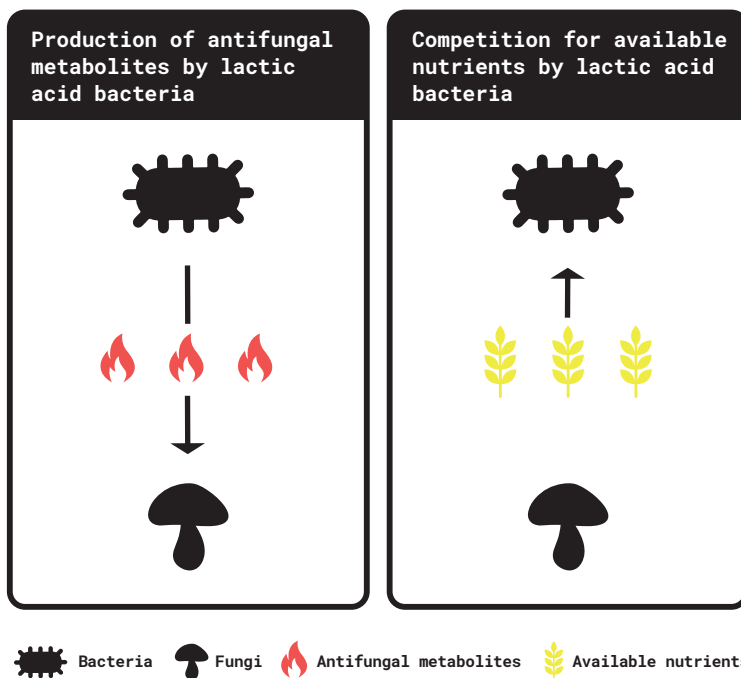 Production of antifungal
metabolites by lactic
acid bacteria
Competition for available
nutrients by lactic acid
bacteria
Bacteria
Fungi
Antifungal metabolites
Available nutrients